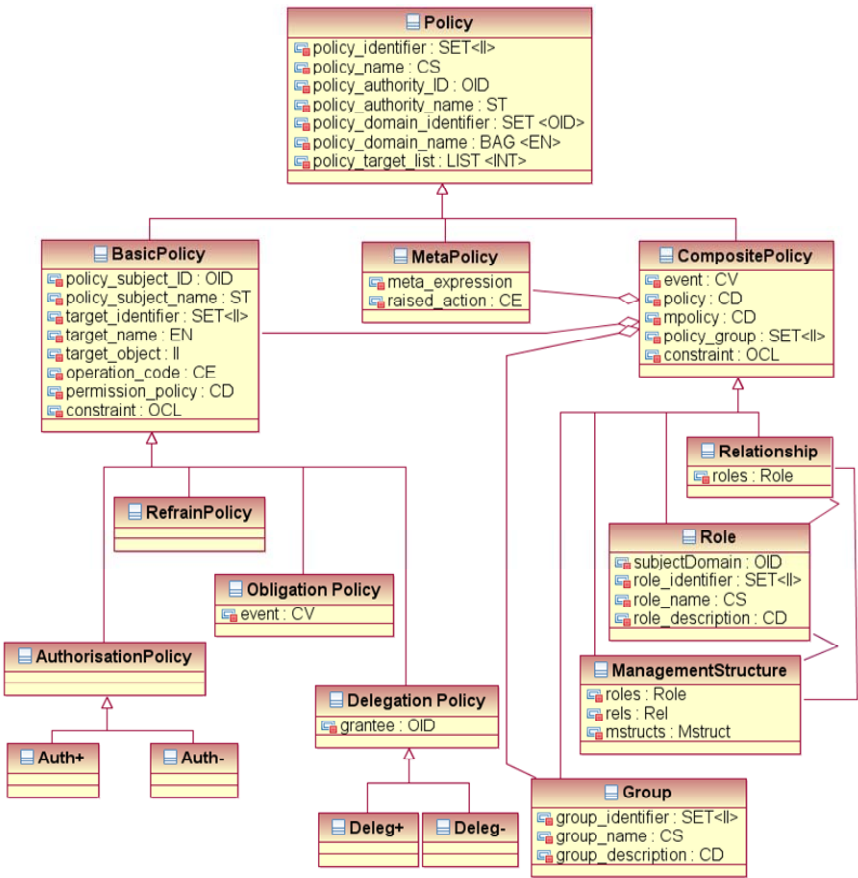 Policy
policy_identifier : SET<II>
policy_name : CS
policy_authority_ID : OID
policy_authority_name : ST
policy_domain_identifier : SET <OID>
policy_domain_name : BAG <EN>
policy_target_list : LIST <INT>
BasicPolicy
policy_subject_ID : OID
policy_subject_name : ST
target_identifier : SET<II>
target_name : EN
target_object : II
operation_code : CE
permission_policy : CD
constraint : OCL
MetaPolicy
meta_expression
raised_action : CE
CompositePolicy
event : CV
policy : CD
mpolicy : CD
policy_group : SET<II>
constraint : OCL
Relationship
roles : Role
RefrainPolicy
Role
subjectDomain : OID
role_identifier : SET<II>
role_name : CS
role_description : CD
Obligation Policy
event : CV
AuthorisationPolicy
ManagementStructure
roles : Role
rels : Rel
mstructs : Mstruct
Delegation Policy
grantee : OID
Auth+
Auth-
Group
group_identifier : SET<II>
group_name : CS
group_description : CD
Deleg+
Deleg-